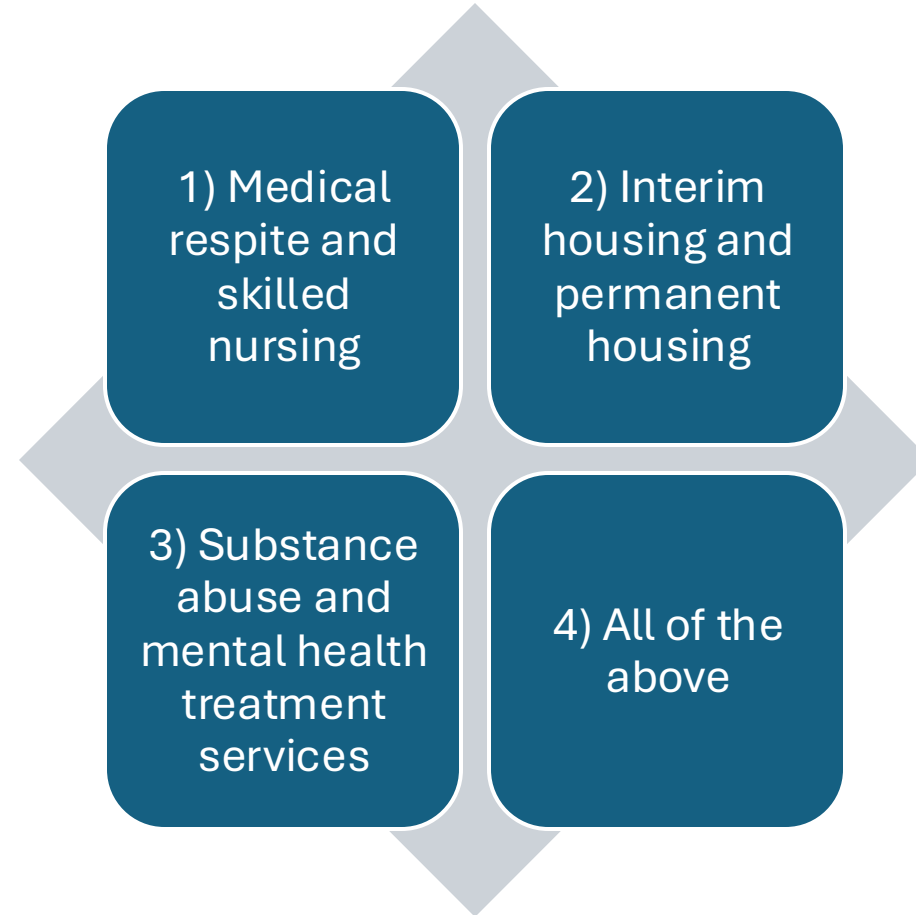 1) Medical
respite and
skilled
nursing
2) Interim
housing and
permanent
housing
3) Substance
abuse and
mental health
treatment
services
4) All of the
above